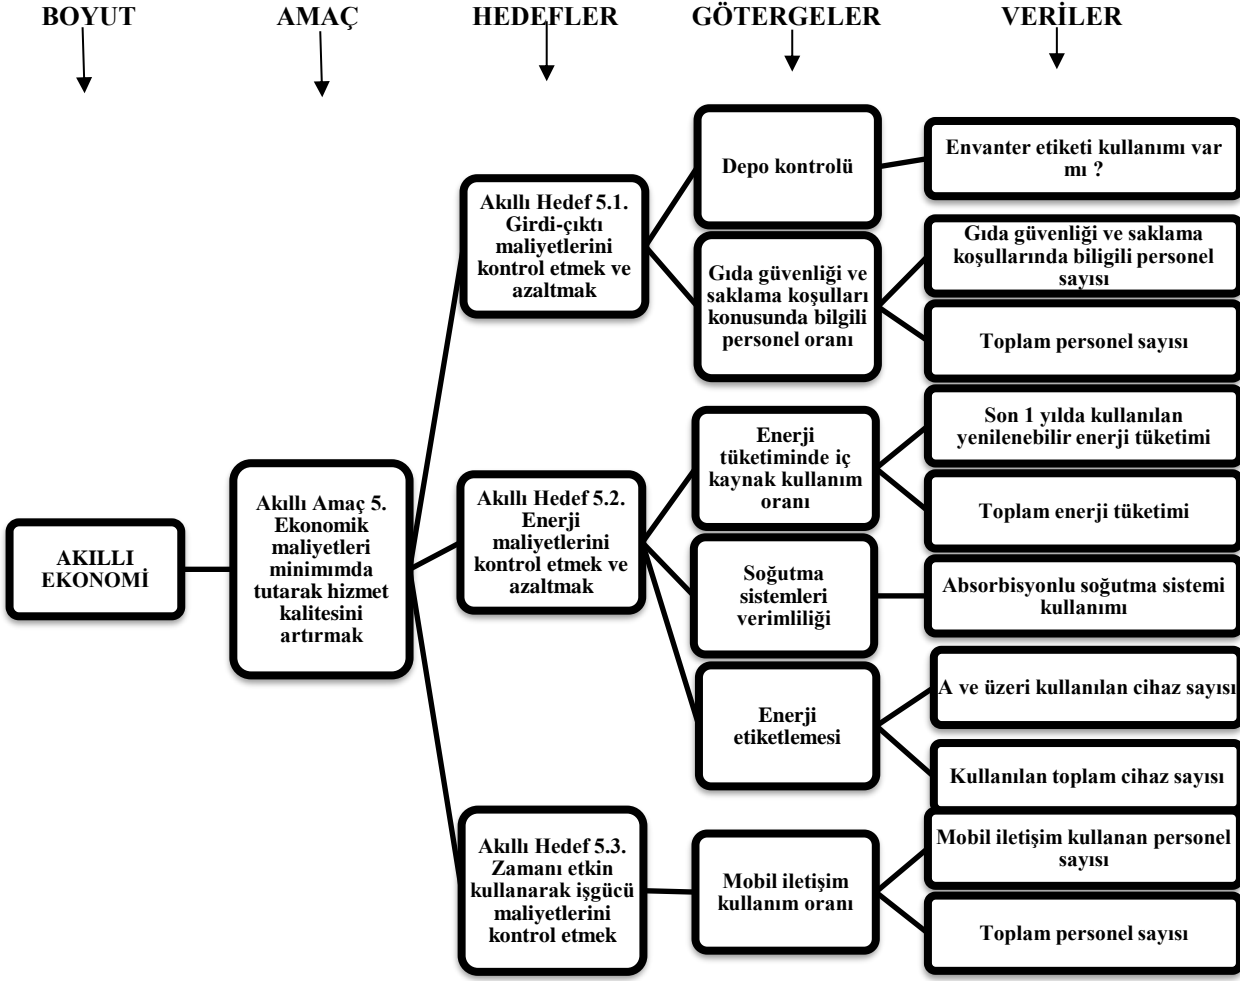 BOYUT
AMAÇ
HEDEFLER
GÖTERGELER
VERİLER
AKILLI
EKONOMİ
Akıllı Amaç 5.
Ekonomik
maliyetleri
minimımda
tutarak hizmet
kalitesini
artırmak
Akıllı Hedef 5.1.
Girdi-çıktı
maliyetlerini
kontrol etmek ve
azaltmak
Depo kontrolü
Envanter etiketi kullanımı var
mı ?
Gıda güvenliği ve
saklama koşulları
konusunda bilgili
personel oranı
Gıda güvenliği ve saklama
koşullarında biligili personel
sayısı
Toplam personel sayısı
Akıllı Hedef 5.2.
Enerji
maliyetlerini
kontrol etmek ve
azaltmak
Enerji
tüketiminde iç
kaynak kullanım
oranı
Son 1 yılda kullanılan
yenilenebilir enerji tüketimi
Toplam enerji tüketimi
Soğutma
sistemleri
verimliliği
Absorbisyonlu soğutma sistemi
kullanımı
Enerji
etiketlemesi
A ve üzeri kullanılan cihaz sayısı
Kullanılan toplam cihaz sayısı
Akıllı Hedef 5.3.
Zamanı etkin
kullanarak işgücü
maliyetlerini
kontrol etmek
Mobil iletişim
kullanım oranı
Mobil iletişim kullanan personel
sayısı
Toplam personel sayısı